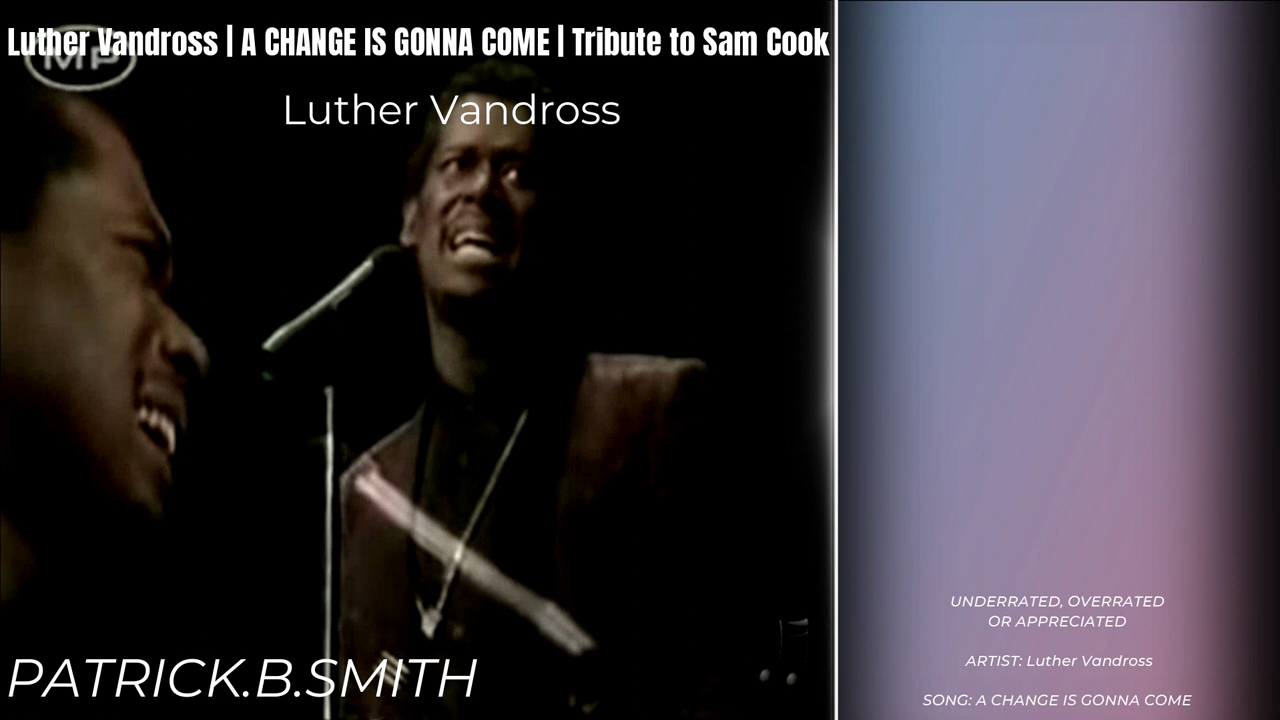 Luther Vandross | A CHANGE IS GONNA COME | Tribute to Sam Cook
MP
Luther Vandross
PATRICK.B.SMITH
UNDERRATED, OVERRATED
OR APPRECIATED
ARTIST: Luther Vandross
SONG: A CHANGE IS GONNA COME